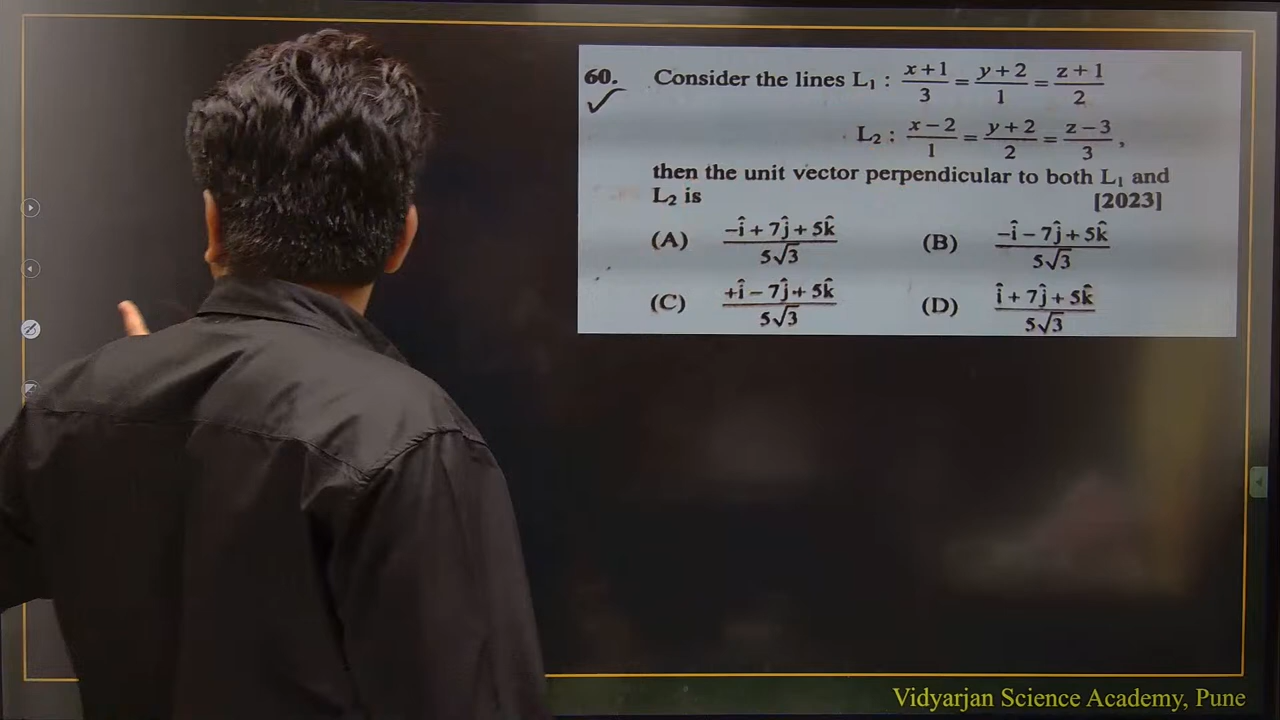 60. Consider the lines L₁ : x+1/3 = y+2/1 = z+1/2
L₂ : x−2/1 = y+2/2 = z−3/3 ,
then the unit vector perpendicular to both L₁ and
L₂ is [2023]
(A) −î + 7ĵ + 5k̂/5√3 (B) −î − 7ĵ + 5k̂/5√3
(C) +î − 7ĵ + 5k̂/5√3 (D) î + 7ĵ + 5k̂/5√3
Vidyarjan Science Academy, Pune